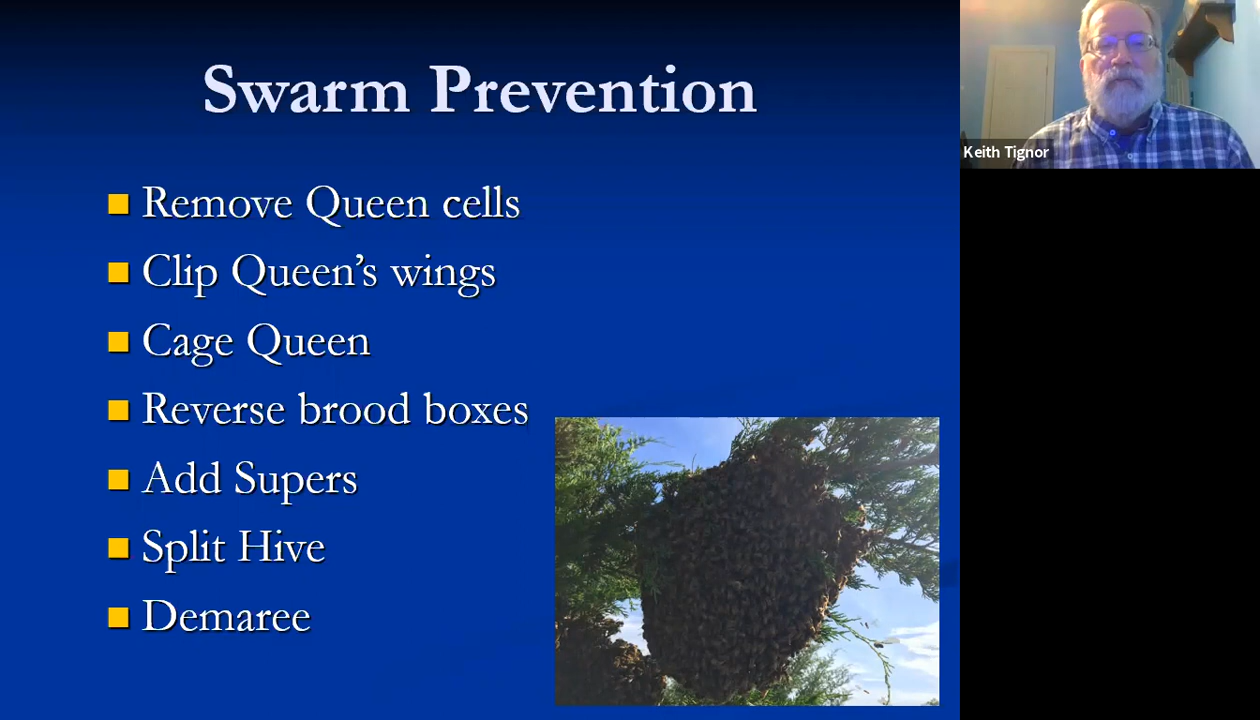 Swarm Prevention
Remove Queen cells
Clip Queen's wings
Cage Queen
Reverse brood boxes
Add Supers
Split Hive
Demaree
Keith Tignor